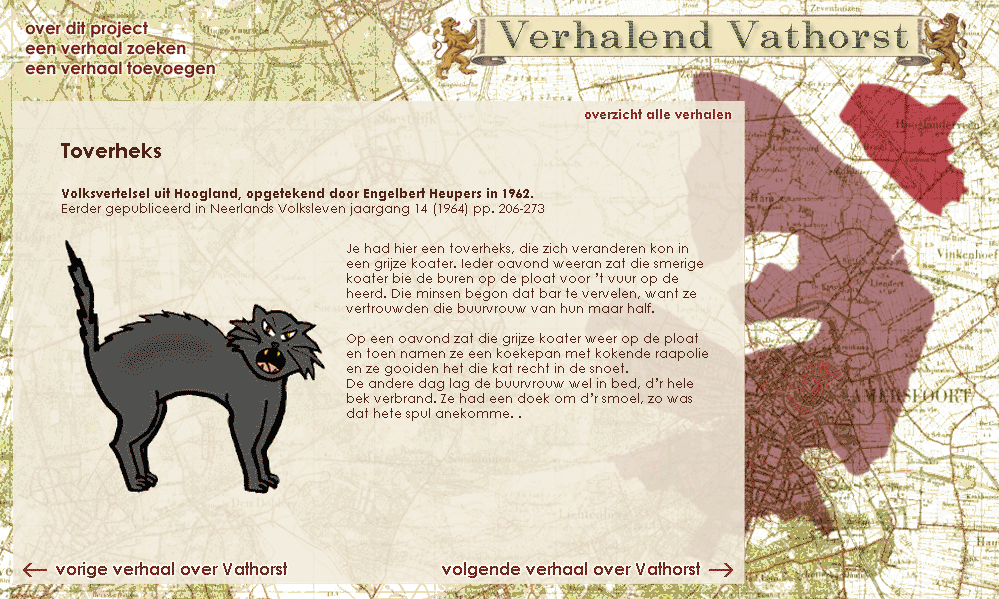 over dit project
een verhaal zoeken
een verhaal toevoegen
Verhalend Vathorst
overzicht alle verhalen
Toverheks
Volksvertelsel uit Hoogland, opgetekend door Engelbert Heupers in 1962.
Eerder gepubliceerd in Neerlands Volksleven jaargang 14 (1964) pp. 206-273
Je had hier een toverheks, die zich veranderen kon in
een grijze koater. Ieder oavond weeran zat die smerige
koater bie de buren op de ploat voor 't vuur op de
heerd. Die minsen begon dat bar te vervelen, want ze
vertrouwden die buurvrouw van hun maar half.
Op een oavond zat die grijze koater weer op de ploat
en toen namen ze een koekepan met kokende raapolie
en ze gooiden het die kat recht in de snoet.
De andere dag lag de buurvrouw wel in bed, d'r hele
bek verbrand. Ze had een doek om d'r smoel, zo was
dat hete spul anekomme. .
AMERSFOORT
vorige verhaal over Vathorst
volgende verhaal over Vathorst